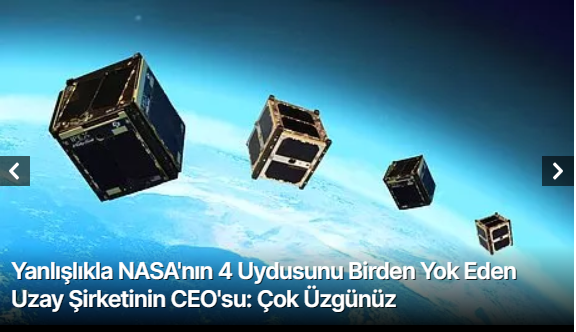 Yanlışlıkla NASA'nın 4 Uydusunu Birden Yok Eden
Uzay Şirketinin CEO'su: Çok Üzgünüz